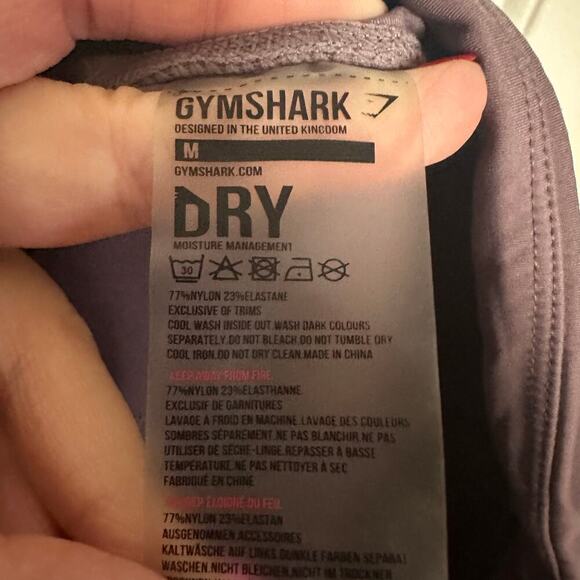 GYMSHARK
DESIGNED IN THE UNITED KINGDOM
M
GYMSHARK.COM
DRY
MOISTURE MANAGEMENT
30
77%NYLON 23%ELASTANE
EXCLUSIVE OF TRIMS
COOL WASH INSIDE OUT.WASH DARK COLOURS
SEPARATELY.DO NOT BLEACH.DO NOT TUMBLE DRY
COOL IRON.DO NOT DRY CLEAN.MADE IN CHINA
KEEP AWAY FROM FIRE
77%NYLON 23%ELASTHANNE
EXCLUSIF DE GARNITURES
LAVAGE A FROID EN MACHINE.LAVAGE DES COULEURS
SOMBRES SÉPAREMENT.NE PAS BLANCHIR.NE PAS
UTILISER DE SÈCHE-LINGE.REPASSER À BASSE
TEMPERATURE.NE PAS NETTOYER À SEC
FABRIQUÉ EN CHINE
ÉLOIGNÉ DU FEU.
77%NYLON 23%ELASTAN
AUSGENOMMEN ACCESSOIRES
KALTWÄSCHE AUF LINKS.DUNKLE FARBEN SEPARAT
WASCHEN.NICHT BLEICHEN.NICHT IM